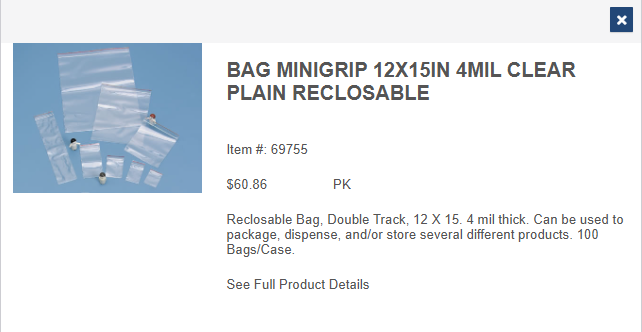 BAG MINIGRIP 12X15IN 4MIL CLEAR
PLAIN RECLOSABLE
Item #: 69755
$60.86 PK
Reclosable Bag, Double Track, 12 X 15. 4 mil thick. Can be used to
package, dispense, and/or store several different products. 100
Bags/Case.
See Full Product Details